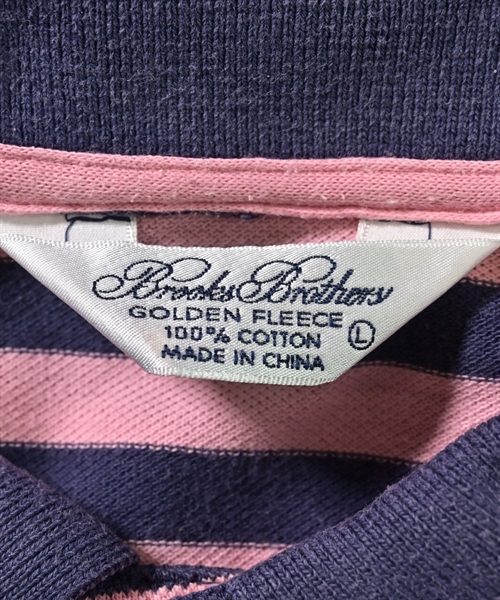 Brooks Brothers
GOLDEN FLEECE
100% COTTON
MADE IN CHINA
L